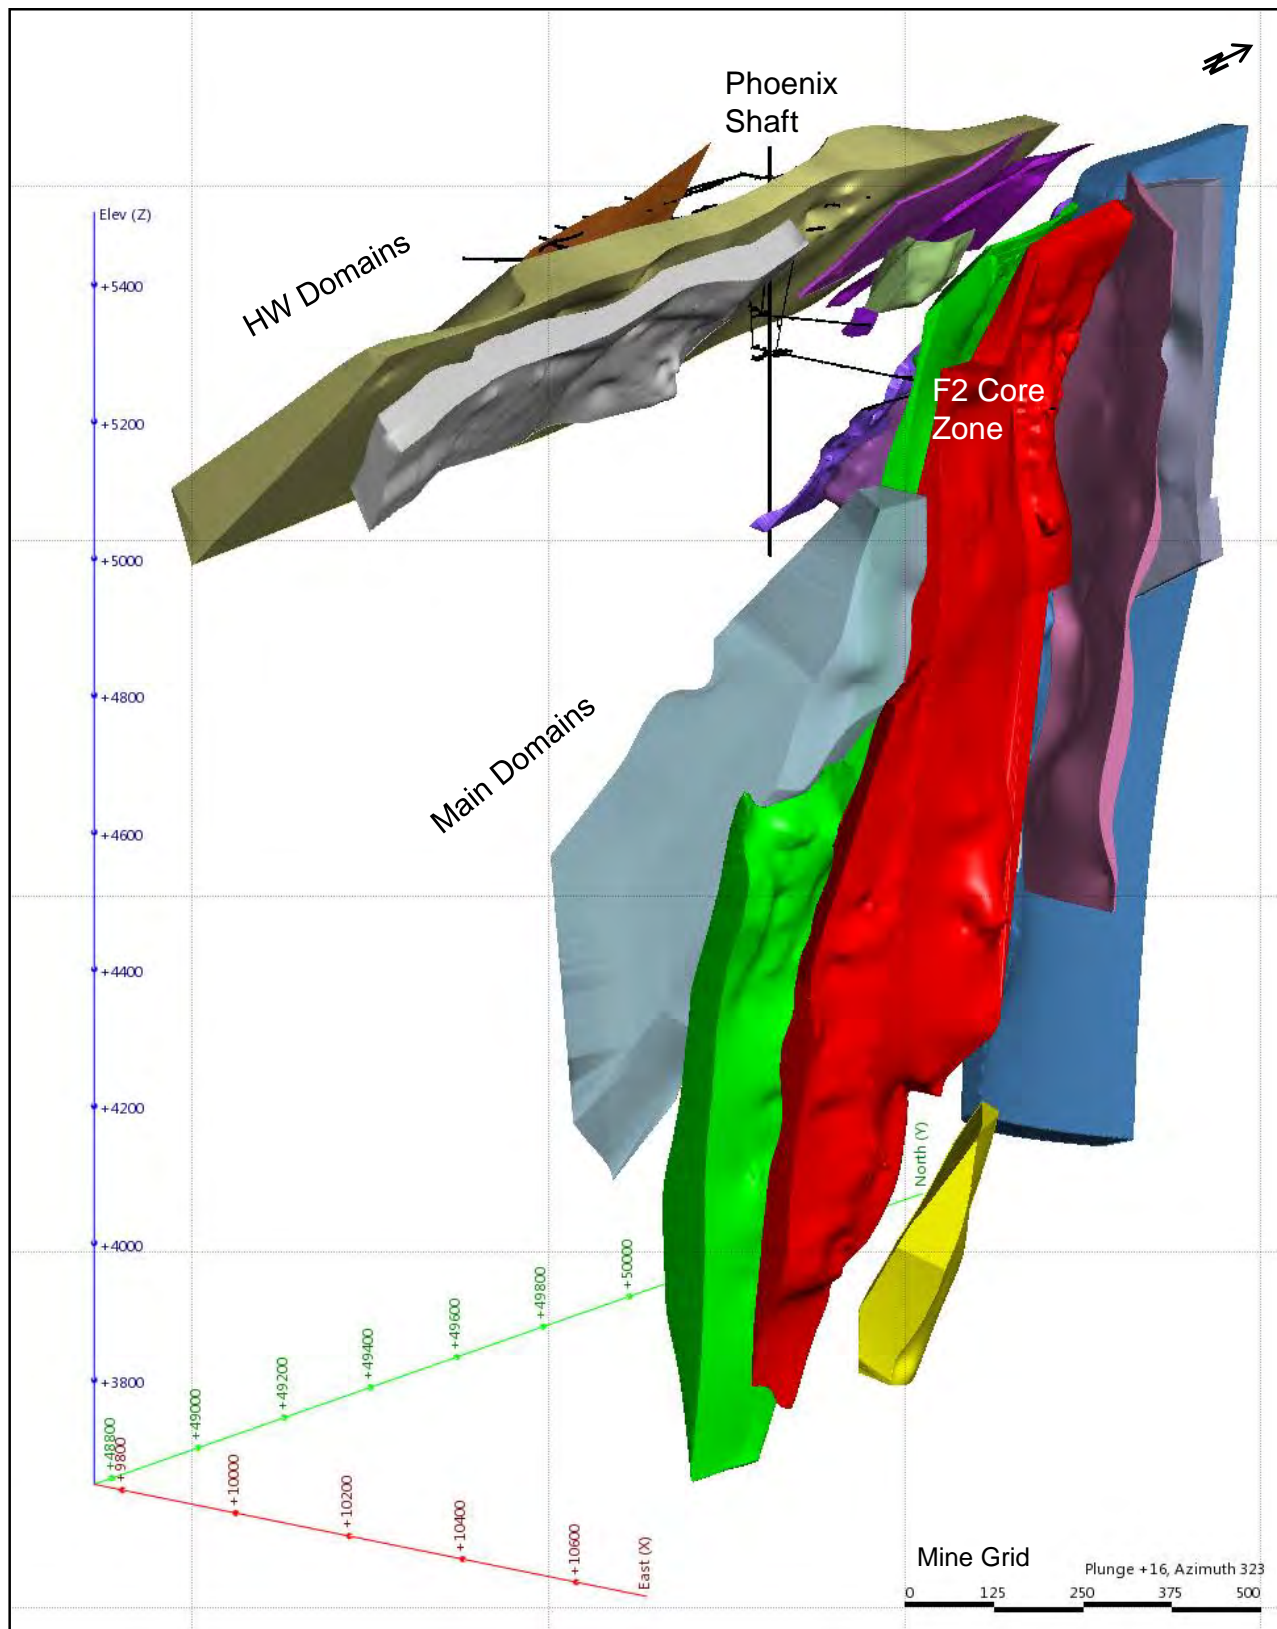 N
Phoenix
Shaft
Elev (Z)
HW Domains
+5400
F2 Core
Zone
+5200
+5000
+4800
Main Domains
+4600
+4400
+4200
North (Y)
+4000
+50000
+49800
+49600
+49400
+3800
+49200
+49000
+48800
+9800
+10000
+10200
+10400
+10600
East (X)
Mine Grid
Plunge +16, Azimuth 323
0 125 250 375 500